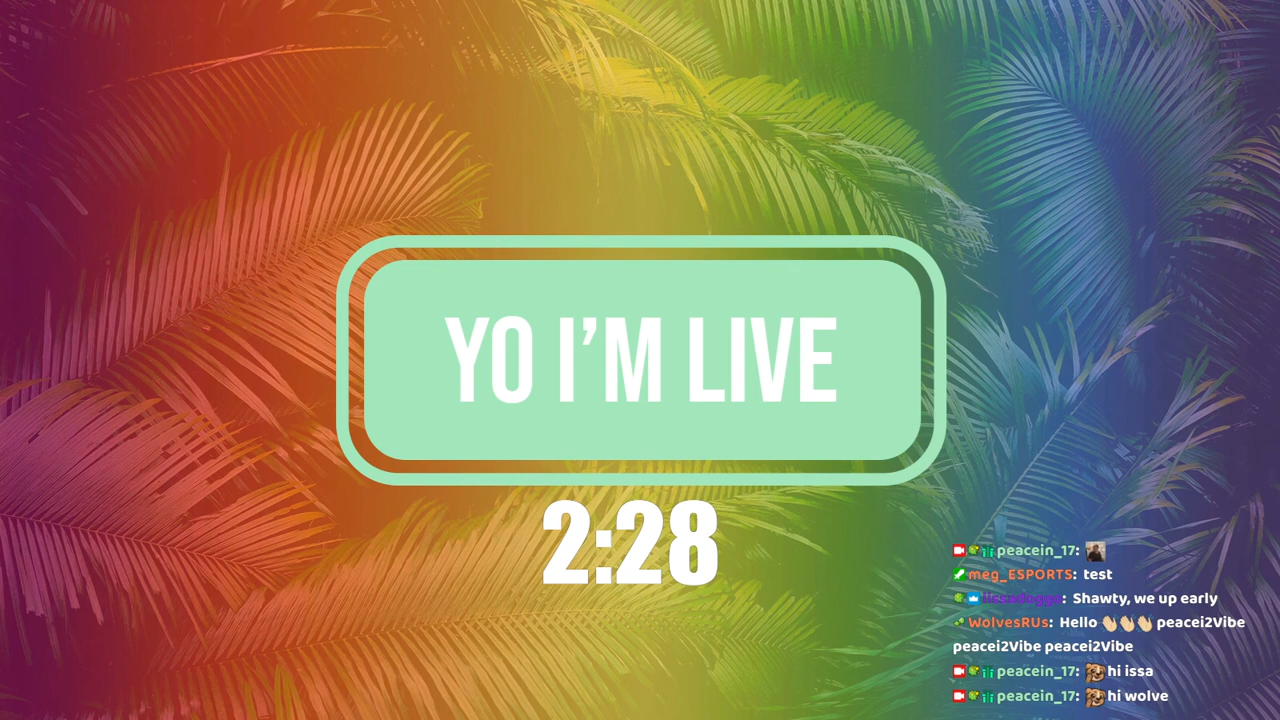 YO I'M LIVE
2:28
peacein_17:
meg_ESPORTS: test
: Shawty, we up early
WolvesRUs: Hello 👋🏼👋🏼👋🏼 peacei2Vibe
peacei2Vibe peacei2Vibe
peacein_17: hi issa
peacein_17: hi wolve